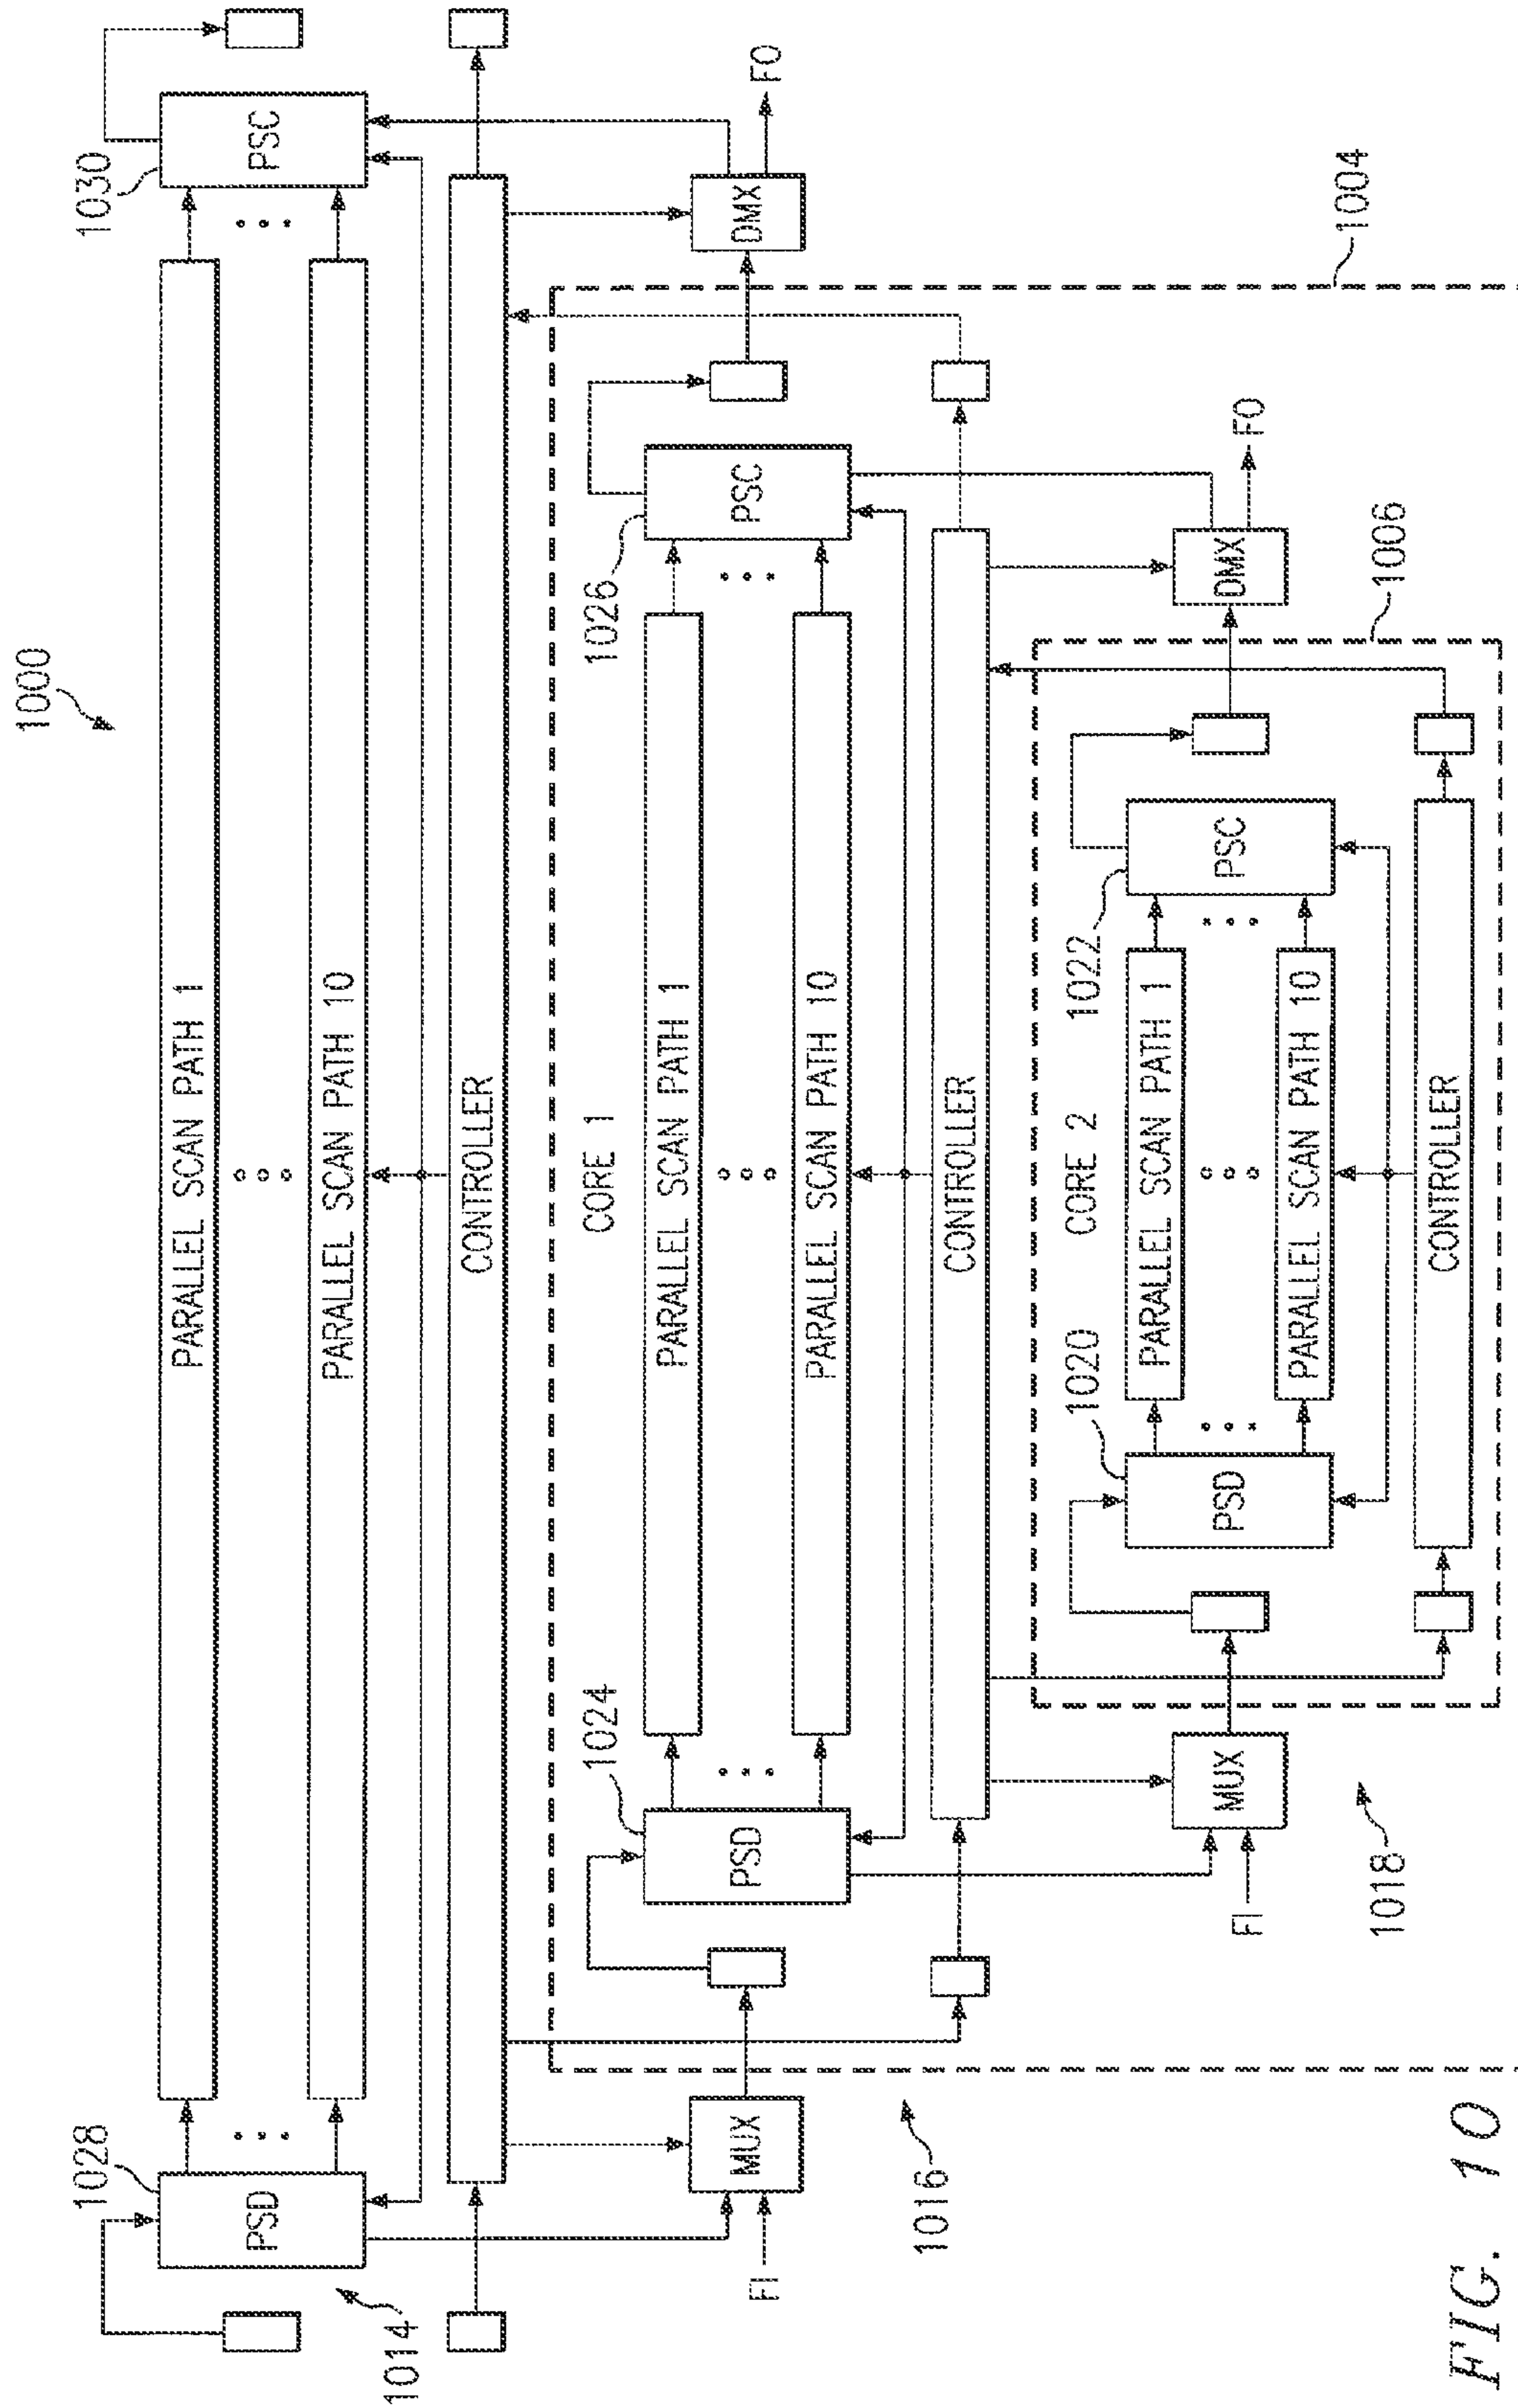 1000
1028
1030
PSD
PARALLEL SCAN PATH 1
PARALLEL SCAN PATH 10
PSC
1014
CONTROLLER
FI
MUX
DMX
FO
1016
1004
CORE 1
1024
1026
PSD
PARALLEL SCAN PATH 1
PARALLEL SCAN PATH 10
PSC
CONTROLLER
FI
MUX
DMX
FO
1018
1006
1020
CORE 2
1022
PSD
PARALLEL SCAN PATH 1
PARALLEL SCAN PATH 10
PSC
CONTROLLER
FIG. 10